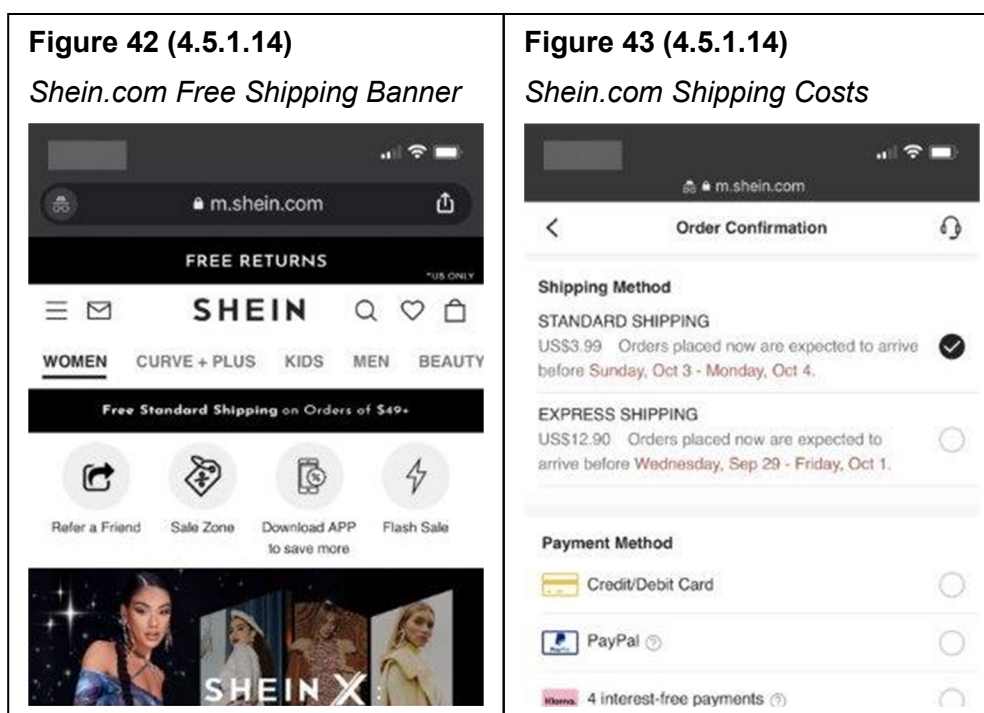 Figure 42 (4.5.1.14)
Shein.com Free Shipping Banner
m.shein.com
FREE RETURNS
*US ONLY
SHEIN
WOMEN CURVE + PLUS KIDS MEN BEAUTY
Free Standard Shipping on Orders of $49+
Refer a Friend Sale Zone Download APP to save more Flash Sale
SHEIN X
Figure 43 (4.5.1.14)
Shein.com Shipping Costs
m.shein.com
Order Confirmation
Shipping Method
STANDARD SHIPPING
US$3.99 Orders placed now are expected to arrive
before Sunday, Oct 3 - Monday, Oct 4.
EXPRESS SHIPPING
US$12.90 Orders placed now are expected to
arrive before Wednesday, Sep 29 - Friday, Oct 1.
Payment Method
Credit/Debit Card
PayPal
PayPal
Klarna. 4 interest-free payments